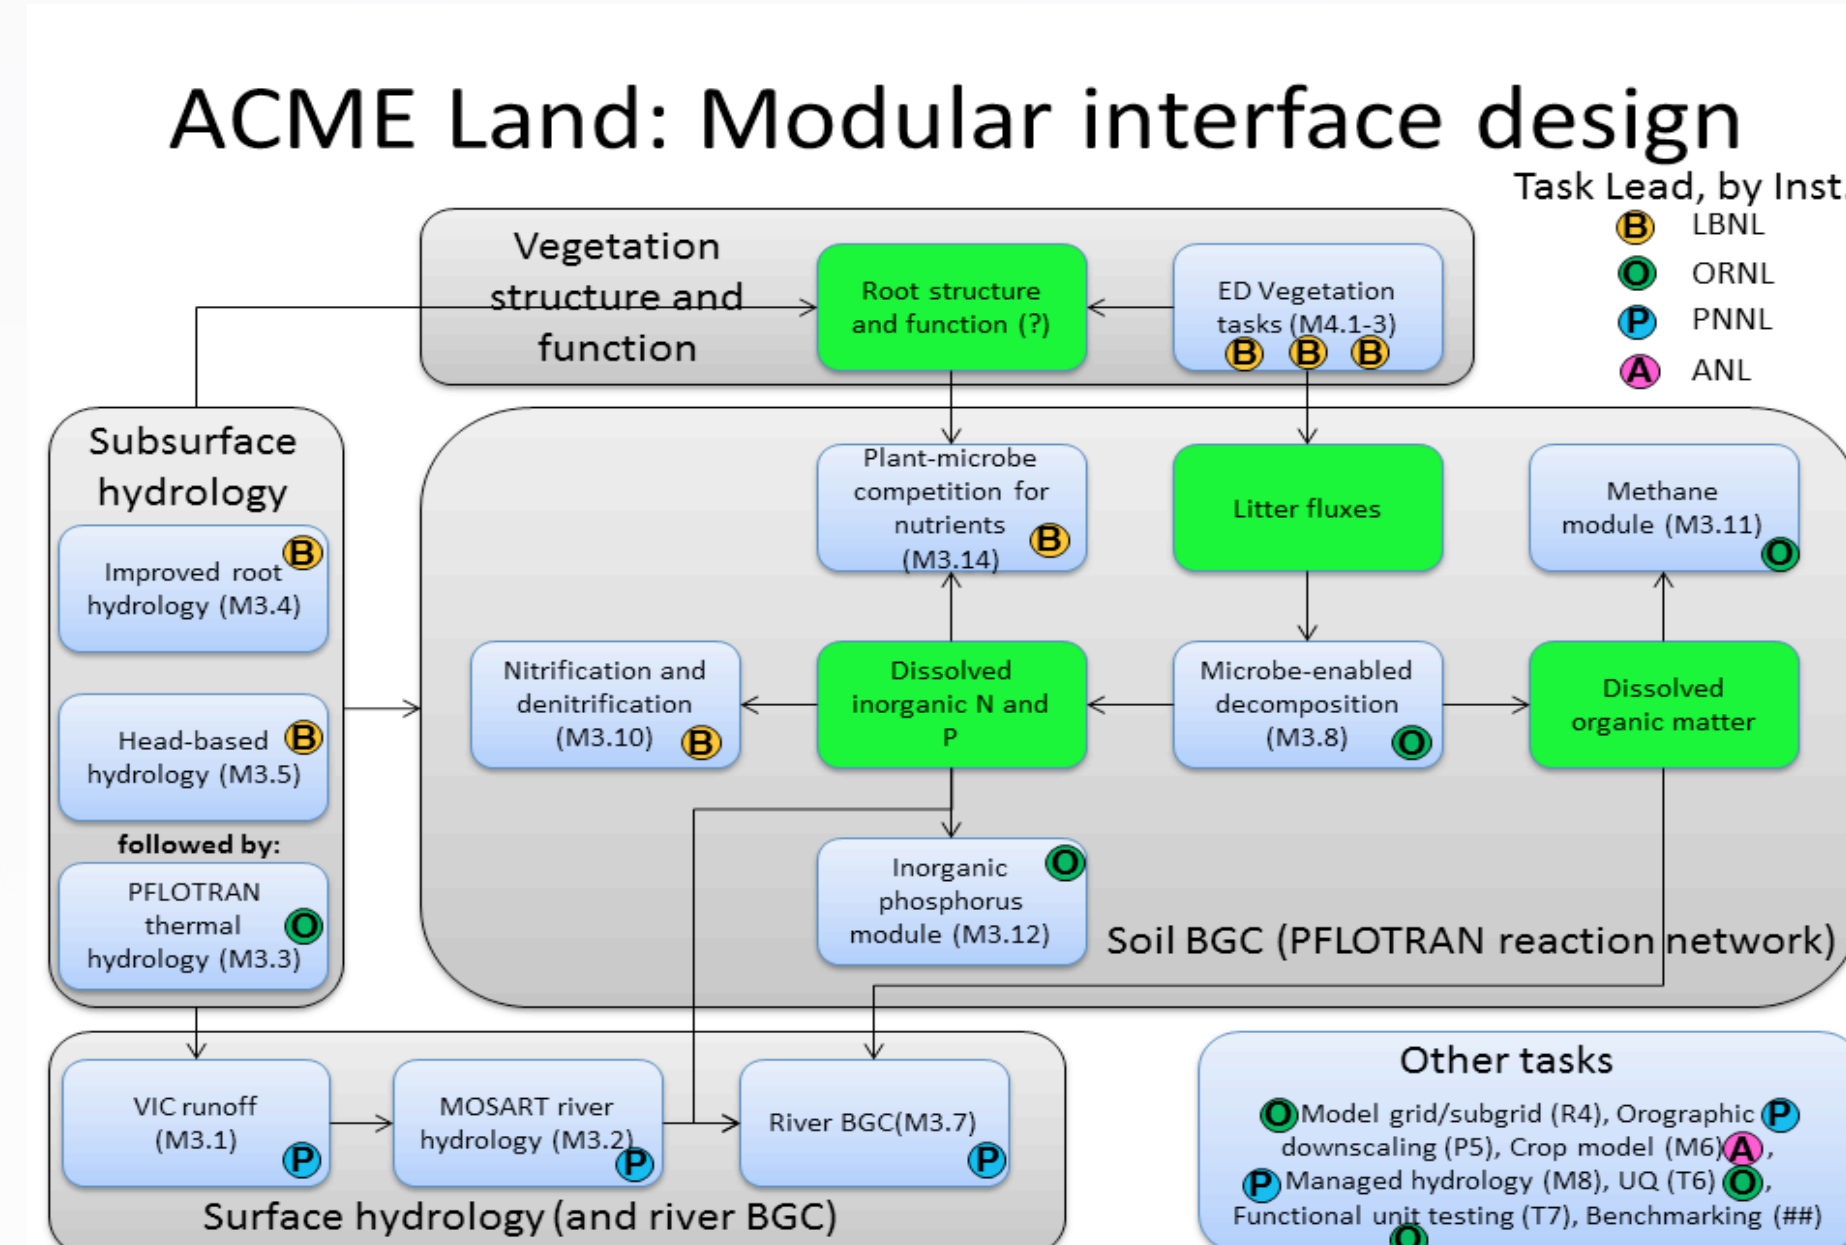 ACME Land: Modular interface design
Task Lead, by Inst.
B LBNL
O ORNL
P PNNL
A ANL
Vegetation
structure and
function
Root structure
and function (?)
ED Vegetation
tasks (M4.1-3)
B B B
Subsurface
hydrology
B
Improved root
hydrology (M3.4)
Head-based B
hydrology (M3.5)
followed by:
PFLOTRAN
thermal O
hydrology (M3.3)
Plant-microbe
competition for
nutrients B
(M3.14)
Litter fluxes
Methane
module (M3.11)
O
Nitrification and
denitrification
(M3.10) B
Dissolved
inorganic N and
P
Microbe-enabled
decomposition
(M3.8) O
Dissolved
organic matter
Inorganic O
phosphorus
module (M3.12)
Soil BGC (PFLOTRAN reaction network)
VIC runoff
(M3.1)
P
MOSART river
hydrology (M3.2)
P
River BGC(M3.7)
P
Surface hydrology (and river BGC)
Other tasks
O Model grid/subgrid (R4), Orographic P
downscaling (P5), Crop model (M6) A,
P Managed hydrology (M8), UQ (T6) O,
Functional unit testing (T7), Benchmarking (##)
O